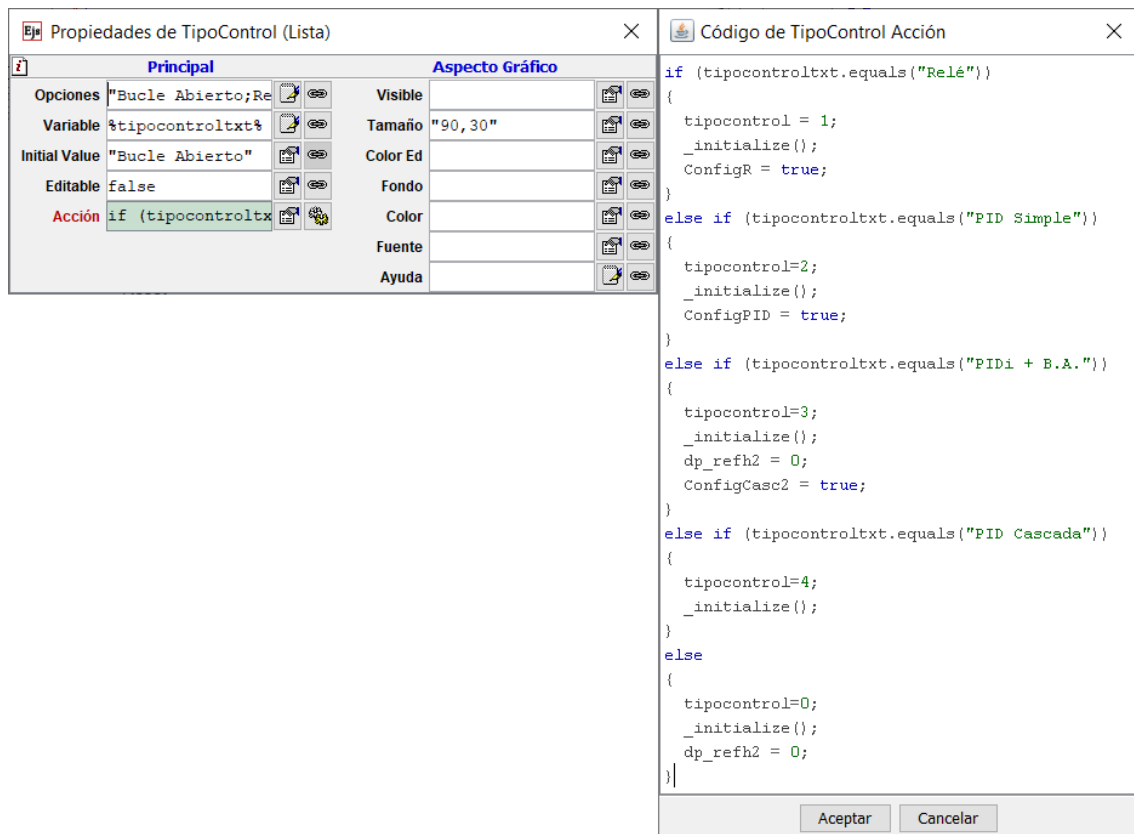 Ejs Propiedades de TipoControl (Lista)
Principal
Aspecto Gráfico
Opciones "Bucle Abierto;Re
Visible
Variable %tipocontroltxt%
Tamaño "90,30"
Initial Value "Bucle Abierto"
Color Ed
Editable false
Fondo
Acción if (tipocontroltx
Color
Fuente
Ayuda
Código de TipoControl Acción
if (tipocontroltxt.equals("Relé"))
{
  tipocontrol = 1;
  _initialize();
  ConfigR = true;
}
else if (tipocontroltxt.equals("PID Simple"))
{
  tipocontrol=2;
  _initialize();
  ConfigPID = true;
}
else if (tipocontroltxt.equals("PIDi + B.A."))
{
  tipocontrol=3;
  _initialize();
  dp_refh2 = 0;
  ConfigCasc2 = true;
}
else if (tipocontroltxt.equals("PID Cascada"))
{
  tipocontrol=4;
  _initialize();
}
else
{
  tipocontrol=0;
  _initialize();
  dp_refh2 = 0;
}
Aceptar Cancelar